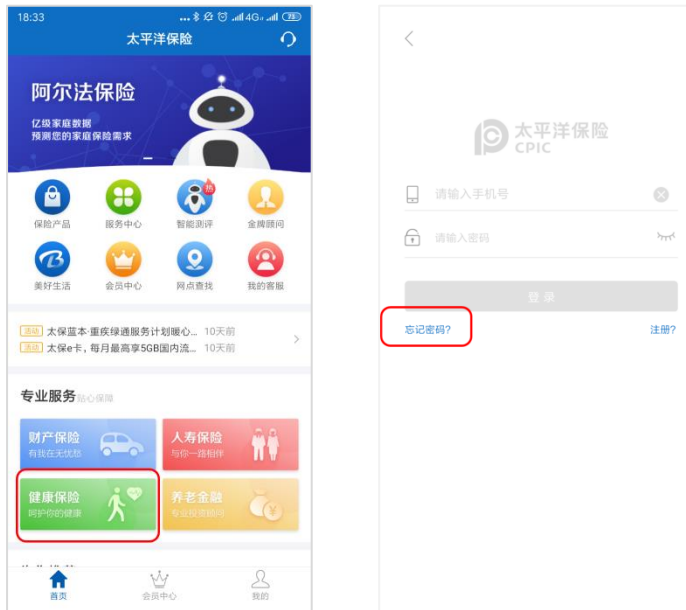 18:33
4G
73
太平洋保险
阿尔法保险
亿级家庭数据
预测您的家庭保险需求
保险产品
服务中心
热
智能测评
金牌顾问
美好生活
会员中心
网点查找
我的客服
活动 太保蓝本·重疾绿通服务计划暖心... 10天前
活动 太保e卡，每月最高享5GB国内流... 10天前
专业服务 贴心保障
财产保险
有我在无忧愁
人寿保险
与你一路相伴
健康保险
呵护你的健康
养老金融
专业投资顾问
首页
会员中心
我的
太平洋保险
CPIC
请输入手机号
请输入密码
登录
忘记密码?
注册?